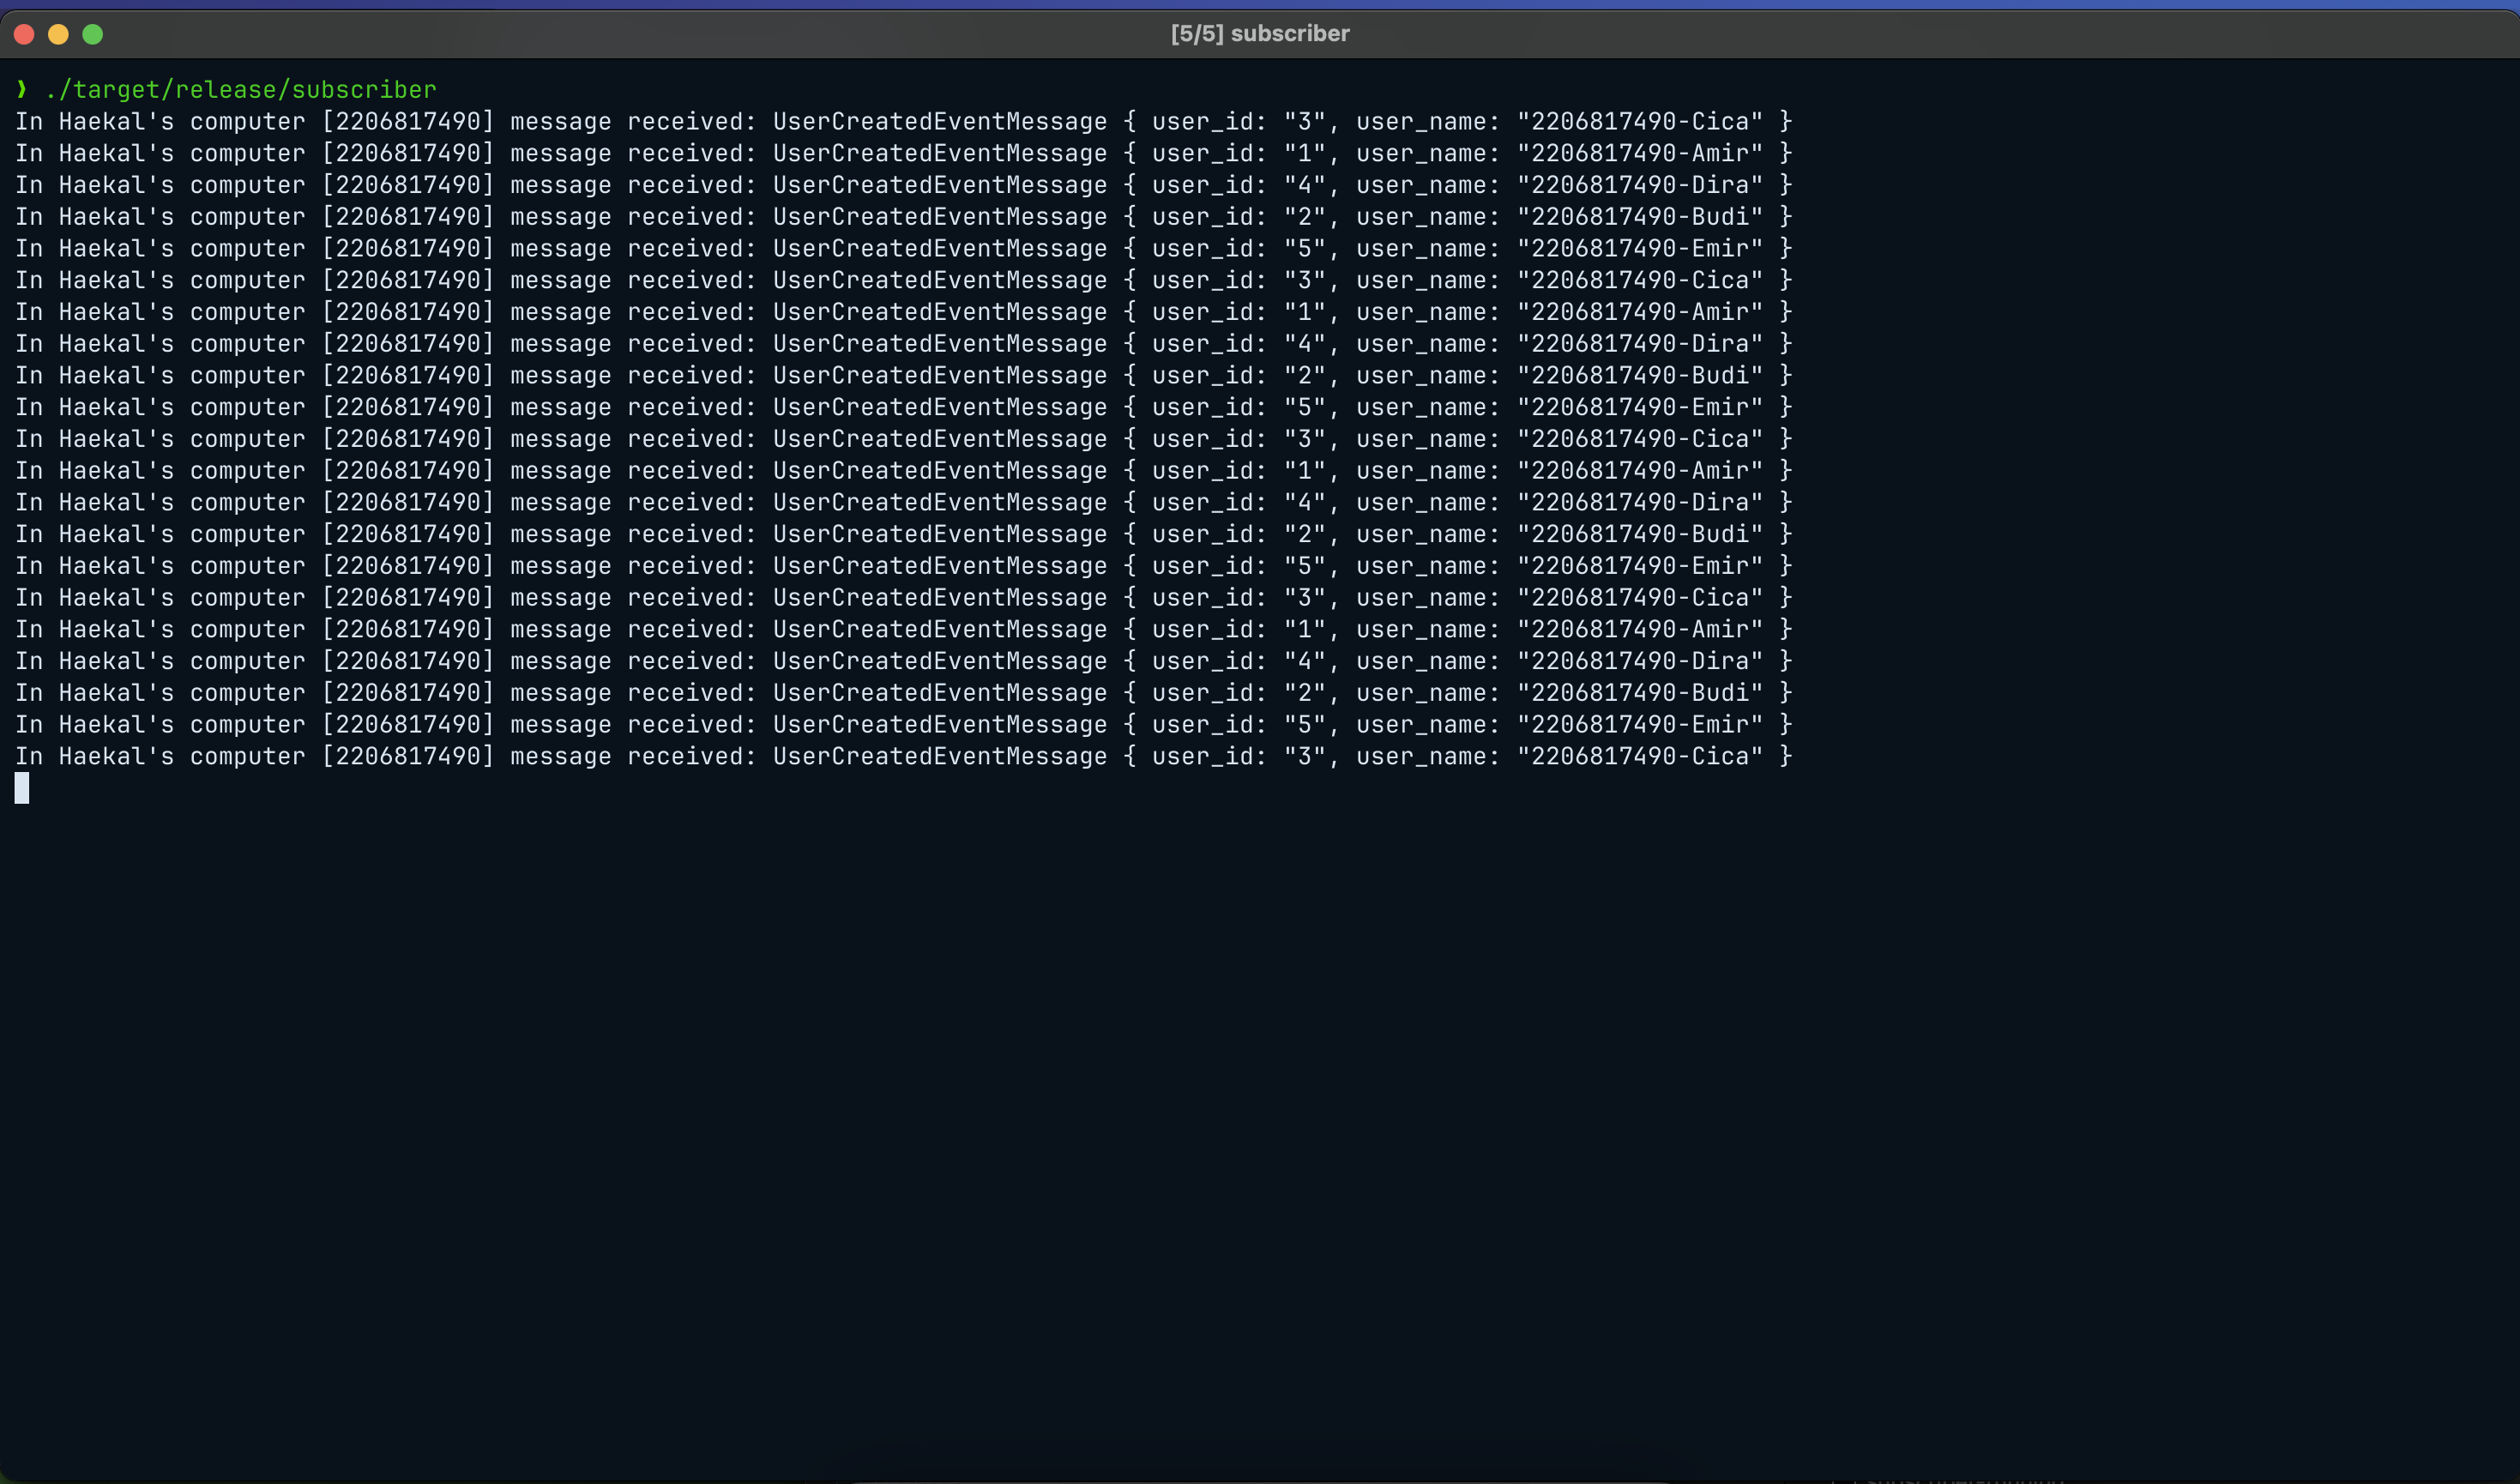 [5/5] subscriber
❫ ./target/release/subscriber
In Haekal's computer [2206817490] message received: UserCreatedEventMessage { user_id: "3", user_name: "2206817490-Cica" }
In Haekal's computer [2206817490] message received: UserCreatedEventMessage { user_id: "1", user_name: "2206817490-Amir" }
In Haekal's computer [2206817490] message received: UserCreatedEventMessage { user_id: "4", user_name: "2206817490-Dira" }
In Haekal's computer [2206817490] message received: UserCreatedEventMessage { user_id: "2", user_name: "2206817490-Budi" }
In Haekal's computer [2206817490] message received: UserCreatedEventMessage { user_id: "5", user_name: "2206817490-Emir" }
In Haekal's computer [2206817490] message received: UserCreatedEventMessage { user_id: "3", user_name: "2206817490-Cica" }
In Haekal's computer [2206817490] message received: UserCreatedEventMessage { user_id: "1", user_name: "2206817490-Amir" }
In Haekal's computer [2206817490] message received: UserCreatedEventMessage { user_id: "4", user_name: "2206817490-Dira" }
In Haekal's computer [2206817490] message received: UserCreatedEventMessage { user_id: "2", user_name: "2206817490-Budi" }
In Haekal's computer [2206817490] message received: UserCreatedEventMessage { user_id: "5", user_name: "2206817490-Emir" }
In Haekal's computer [2206817490] message received: UserCreatedEventMessage { user_id: "3", user_name: "2206817490-Cica" }
In Haekal's computer [2206817490] message received: UserCreatedEventMessage { user_id: "1", user_name: "2206817490-Amir" }
In Haekal's computer [2206817490] message received: UserCreatedEventMessage { user_id: "4", user_name: "2206817490-Dira" }
In Haekal's computer [2206817490] message received: UserCreatedEventMessage { user_id: "2", user_name: "2206817490-Budi" }
In Haekal's computer [2206817490] message received: UserCreatedEventMessage { user_id: "5", user_name: "2206817490-Emir" }
In Haekal's computer [2206817490] message received: UserCreatedEventMessage { user_id: "3", user_name: "2206817490-Cica" }
In Haekal's computer [2206817490] message received: UserCreatedEventMessage { user_id: "1", user_name: "2206817490-Amir" }
In Haekal's computer [2206817490] message received: UserCreatedEventMessage { user_id: "4", user_name: "2206817490-Dira" }
In Haekal's computer [2206817490] message received: UserCreatedEventMessage { user_id: "2", user_name: "2206817490-Budi" }
In Haekal's computer [2206817490] message received: UserCreatedEventMessage { user_id: "5", user_name: "2206817490-Emir" }
In Haekal's computer [2206817490] message received: UserCreatedEventMessage { user_id: "3", user_name: "2206817490-Cica" }